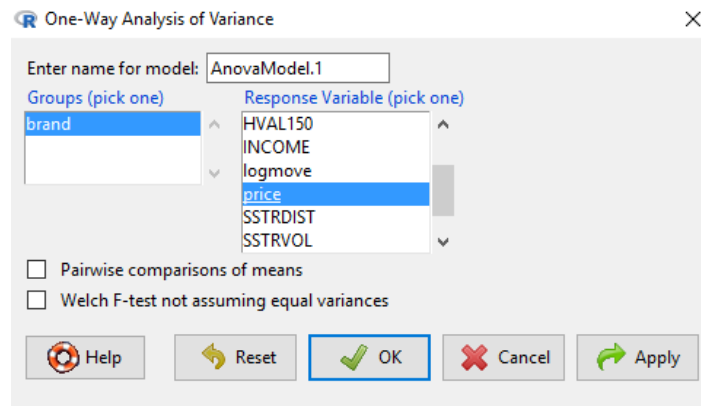 One-Way Analysis of Variance
Enter name for model: AnovaModel.1
Groups (pick one) Response Variable (pick one)
brand
HVAL150
INCOME
logmove
price
SSTRDIST
SSTRVOL
Pairwise comparisons of means
Welch F-test not assuming equal variances
Help Reset OK Cancel Apply